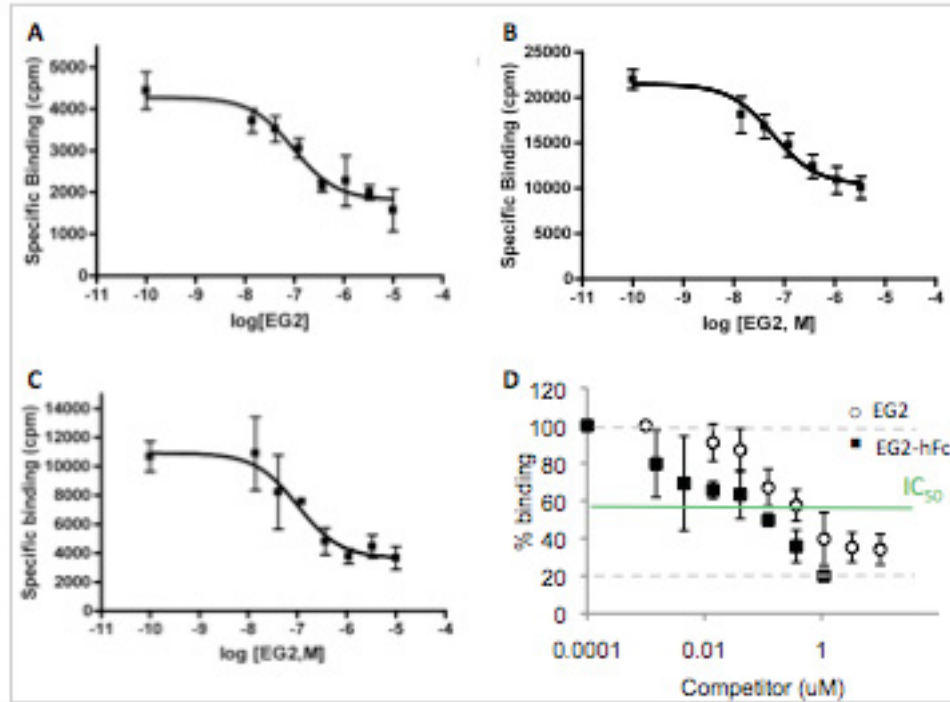 A
Specific Binding (cpm)
5000
4000
3000
2000
1000
0
-11 -10 -9 -8 -7 -6 -5 -4
log[EG2]
B
Specific Binding (cpm)
25000
20000
15000
10000
5000
0
-11 -10 -9 -8 -7 -6 -5 -4
log [EG2, M]
C
Specific binding (cpm)
14000
12000
10000
8000
6000
4000
2000
0
-11 -10 -9 -8 -7 -6 -5 -4
log [EG2,M]
D
% binding
120
100
80
60
40
20
0
0.0001 0.01 1
Competitor (uM)
EG2
EG2-hFc
IC50